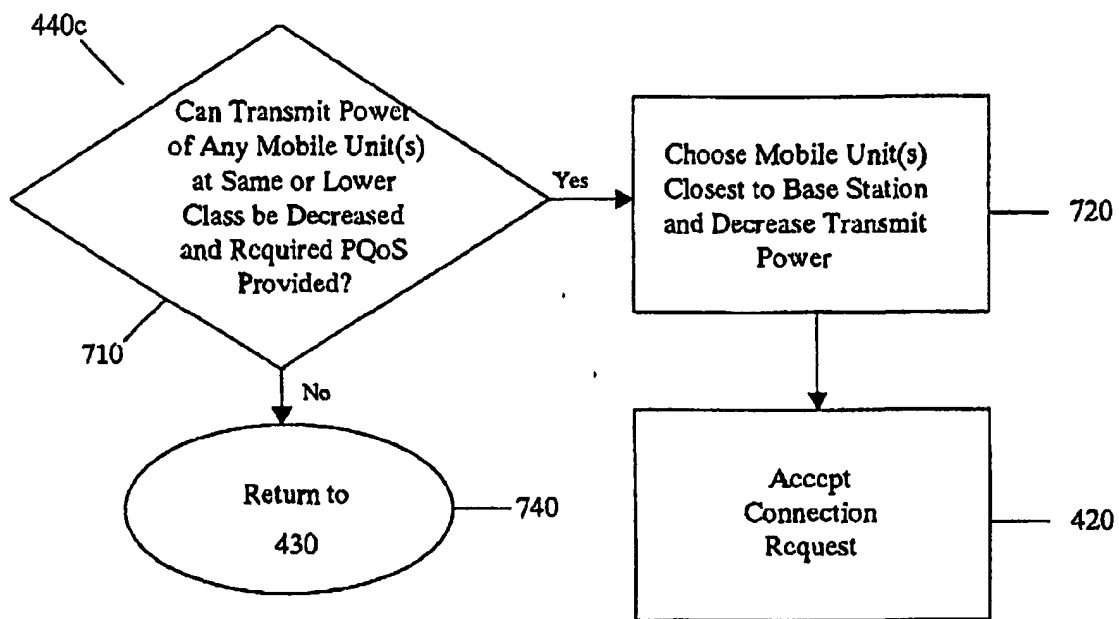 440c
Can Transmit Power
of Any Mobile Unit(s)
at Same or Lower
Class be Decreased
and Required PQoS
Provided?
710
Yes
Choose Mobile Unit(s)
Closest to Base Station
and Decrease Transmit
Power
720
No
Return to
430
740
Accept
Connection
Request
420